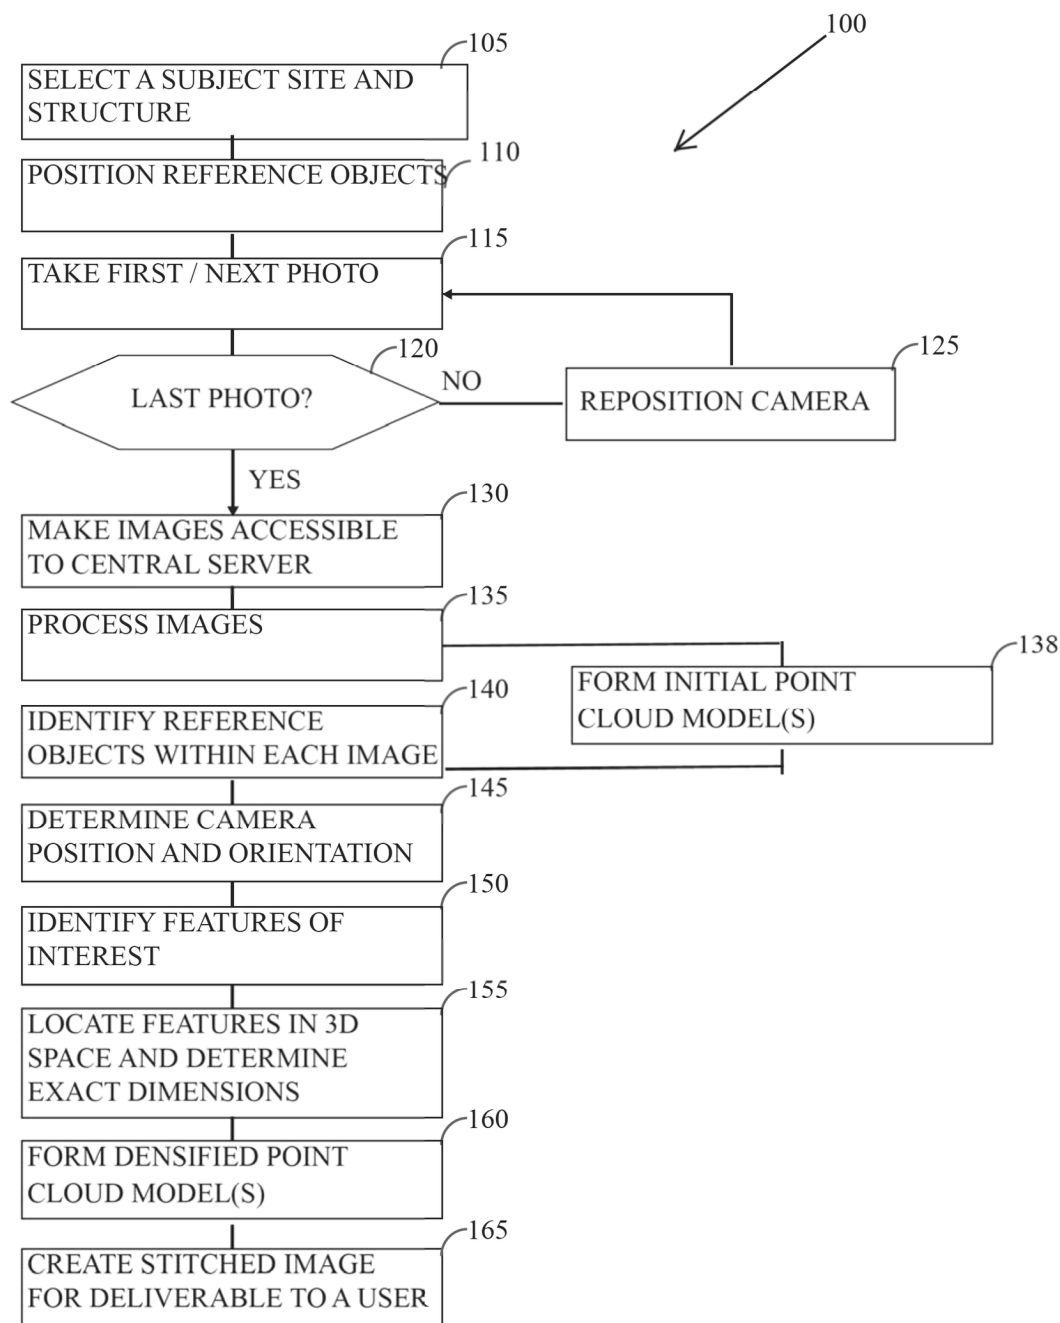 100
105
SELECT A SUBJECT SITE AND
STRUCTURE
110
POSITION REFERENCE OBJECTS
115
TAKE FIRST / NEXT PHOTO
120
LAST PHOTO?
NO
125
REPOSITION CAMERA
YES
130
MAKE IMAGES ACCESSIBLE
TO CENTRAL SERVER
135
PROCESS IMAGES
138
FORM INITIAL POINT
CLOUD MODEL(S)
140
IDENTIFY REFERENCE
OBJECTS WITHIN EACH IMAGE
145
DETERMINE CAMERA
POSITION AND ORIENTATION
150
IDENTIFY FEATURES OF
INTEREST
155
LOCATE FEATURES IN 3D
SPACE AND DETERMINE
EXACT DIMENSIONS
160
FORM DENSIFIED POINT
CLOUD MODEL(S)
165
CREATE STITCHED IMAGE
FOR DELIVERABLE TO A USER